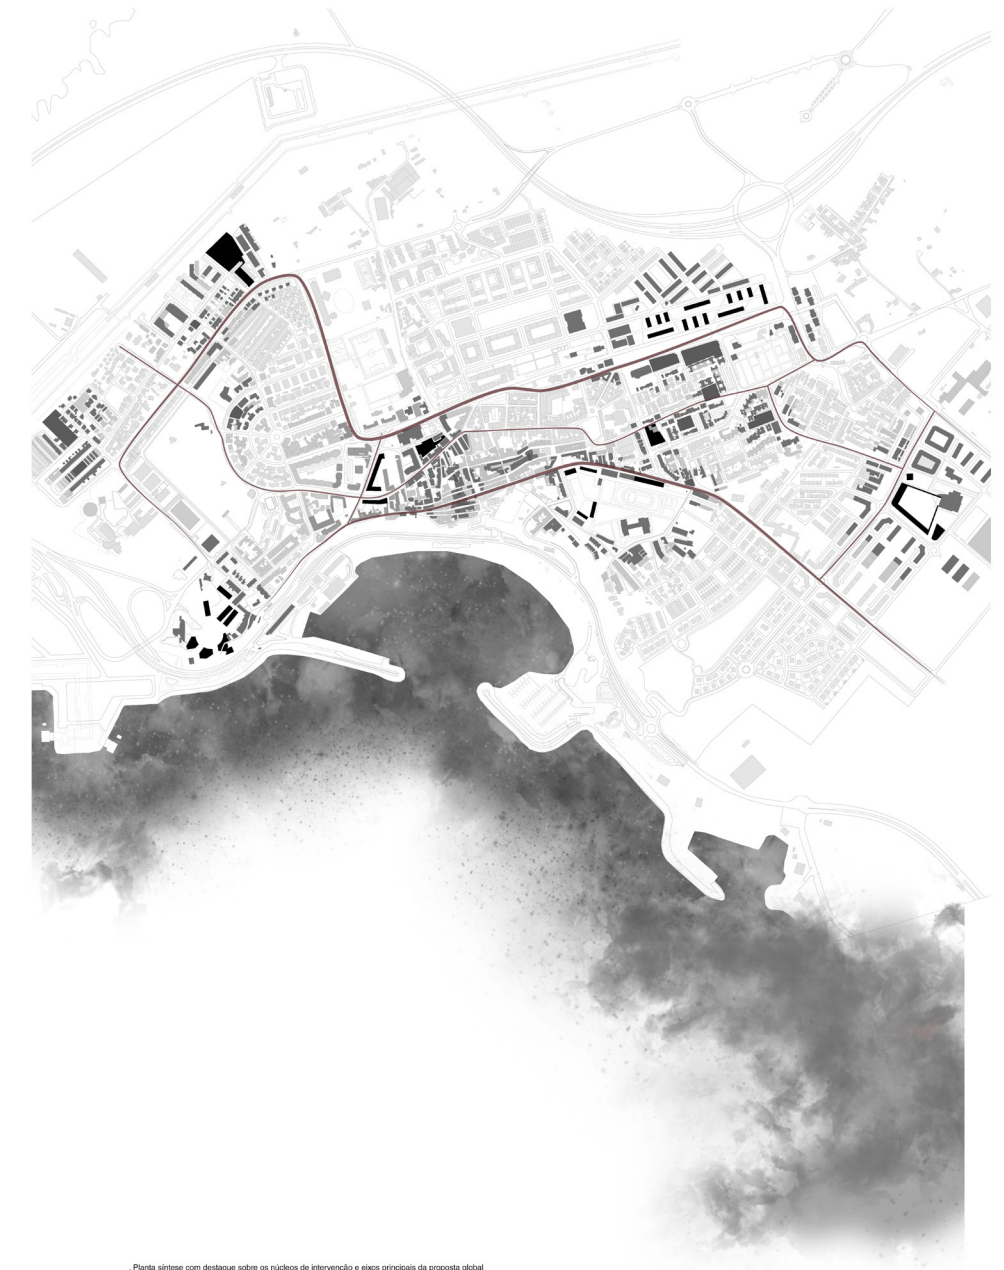 . Planta síntese com destaque sobre os núcleos de intervenção e eixos principais da proposta global